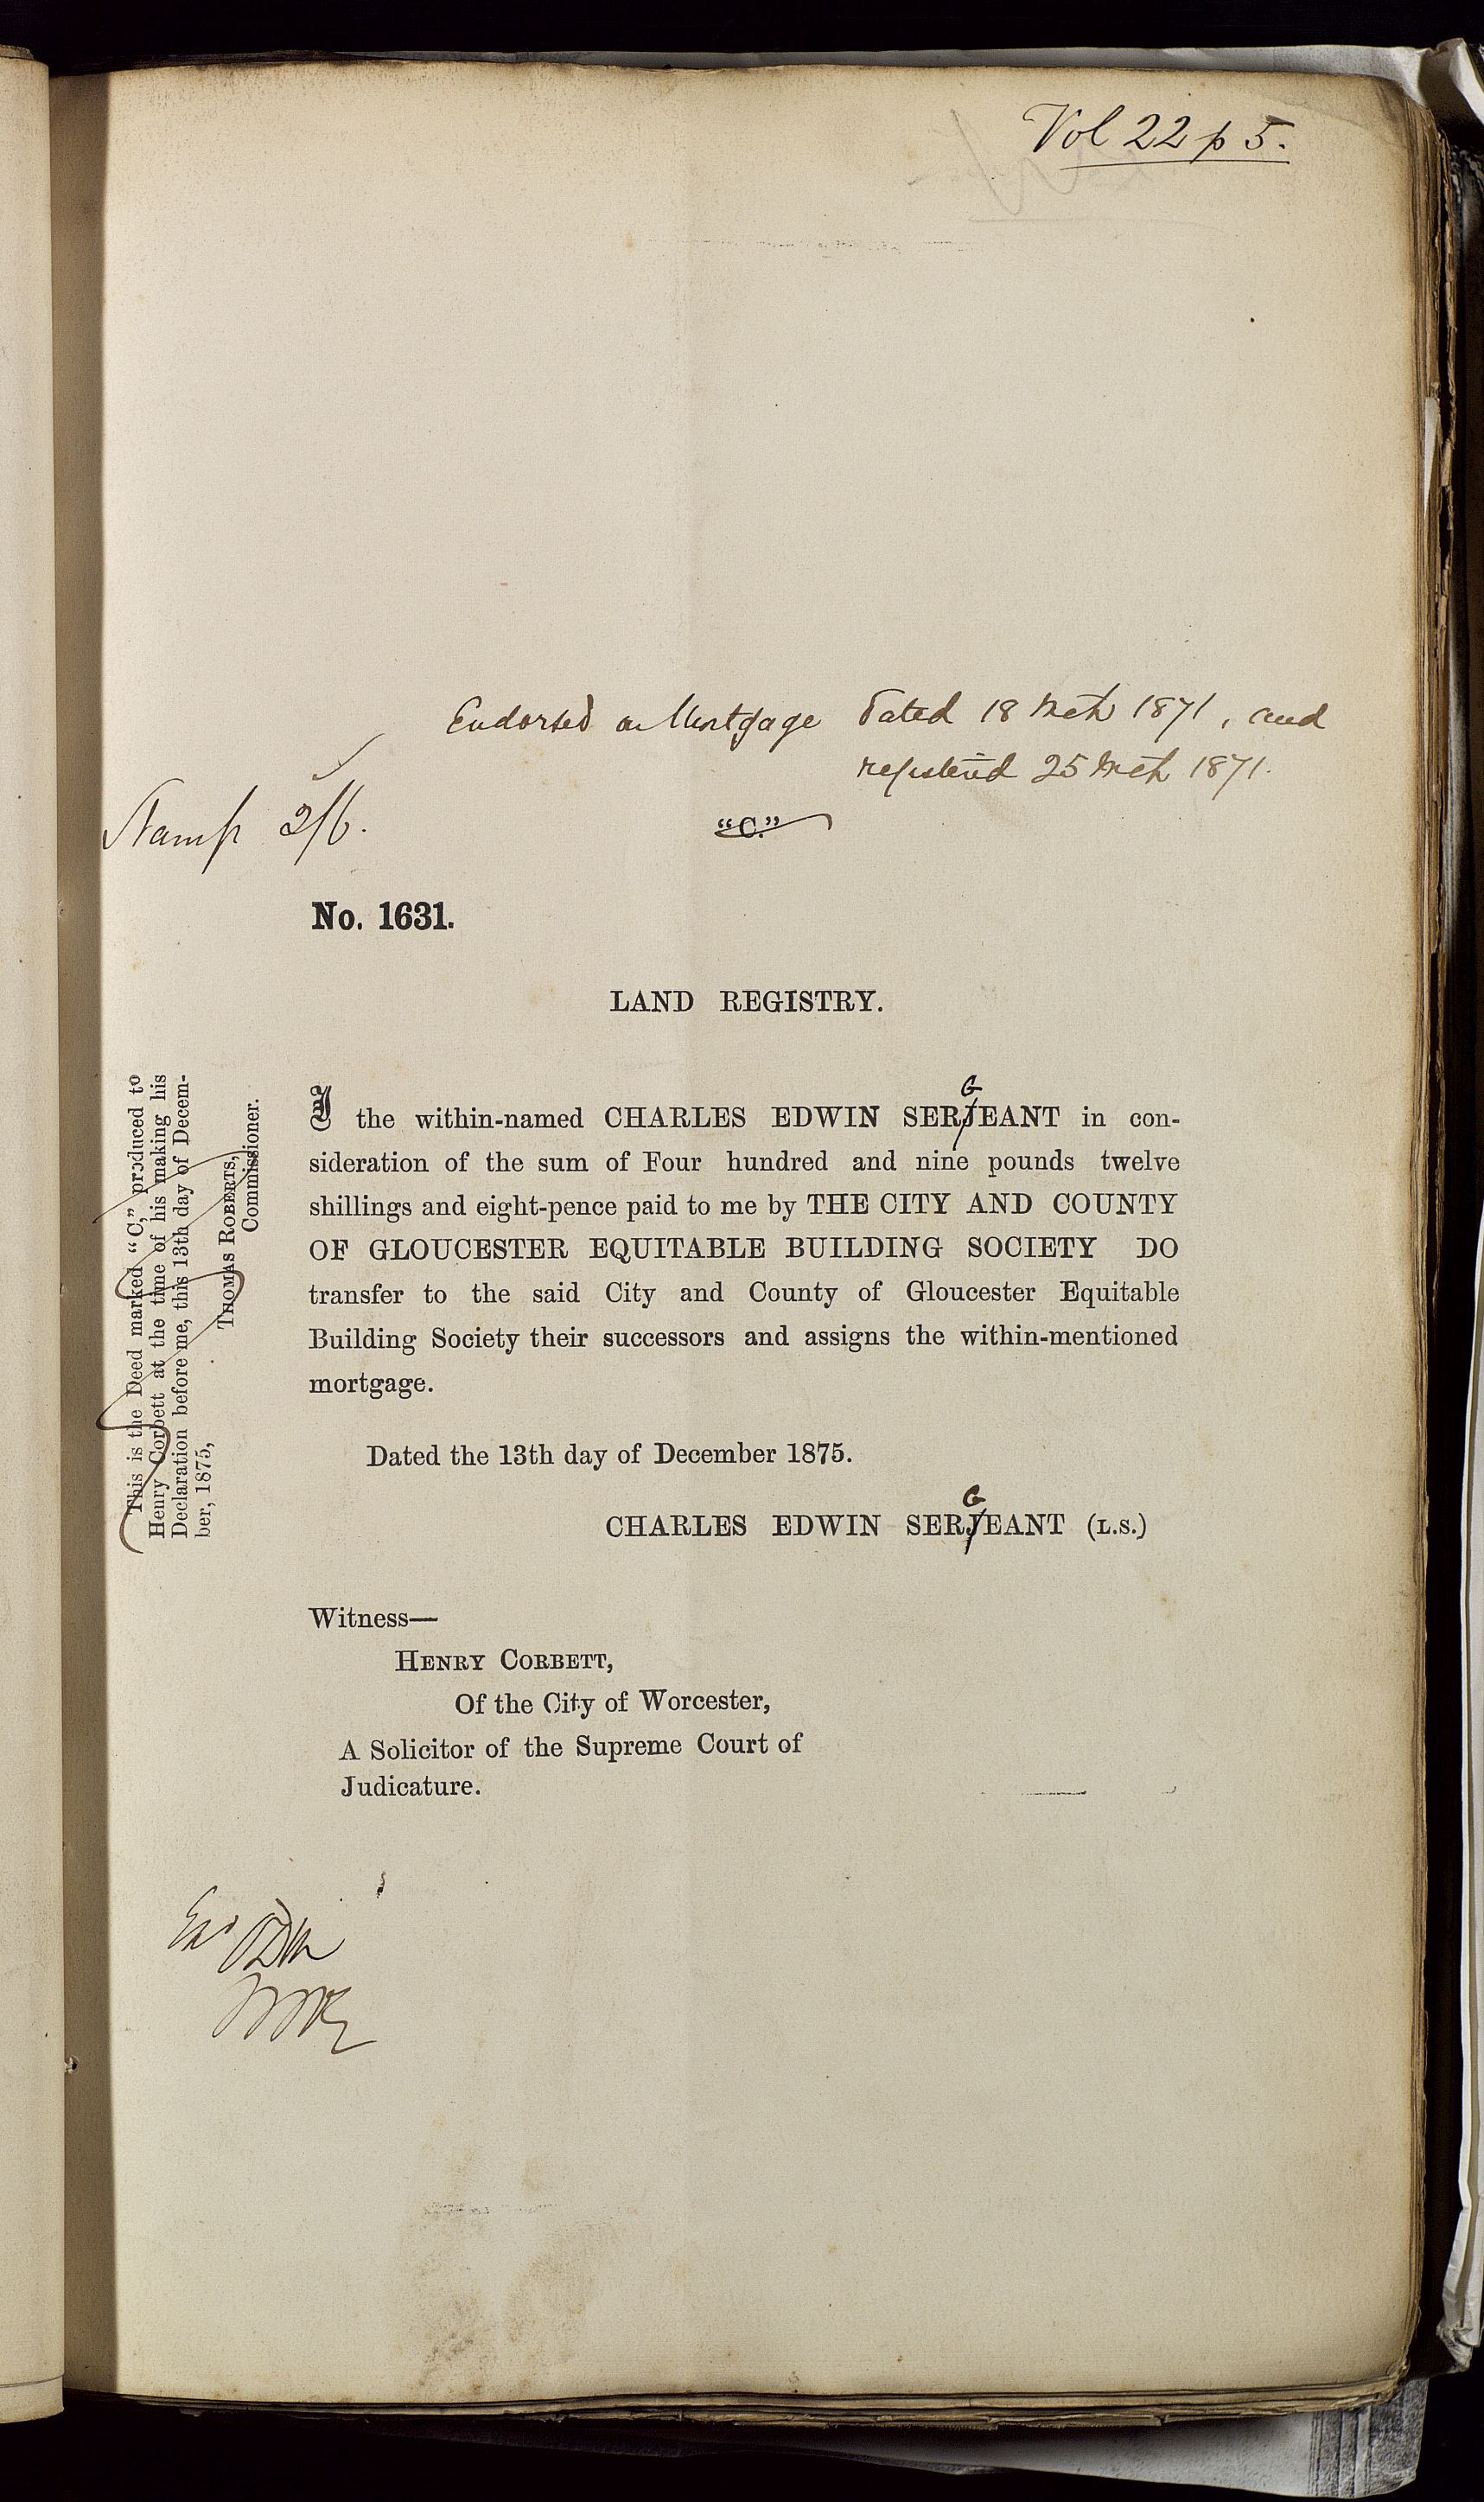 Vol 22 p 5.
Endorsed on Mortgage dated 18 Mch 1871, and
registered 25 Mch 1871.
Stamp 2/6.
"C."
No. 1631.
LAND REGISTRY.
I the within-named CHARLES EDWIN SERGEANT in con-
sideration of the sum of Four hundred and nine pounds twelve
shillings and eight-pence paid to me by THE CITY AND COUNTY
OF GLOUCESTER EQUITABLE BUILDING SOCIETY DO
transfer to the said City and County of Gloucester Equitable
Building Society their successors and assigns the within-mentioned
mortgage.
Dated the 13th day of December 1875.
CHARLES EDWIN SERGEANT (L.S.)
Witness—
HENRY CORBETT,
Of the City of Worcester,
A Solicitor of the Supreme Court of
Judicature.
This is the Deed marked "C," produced to
Henry Corbett at the time of his making his
Declaration before me, this 13th day of Decem-
ber, 1875,
THOMAS ROBERTS,
Commissioner.